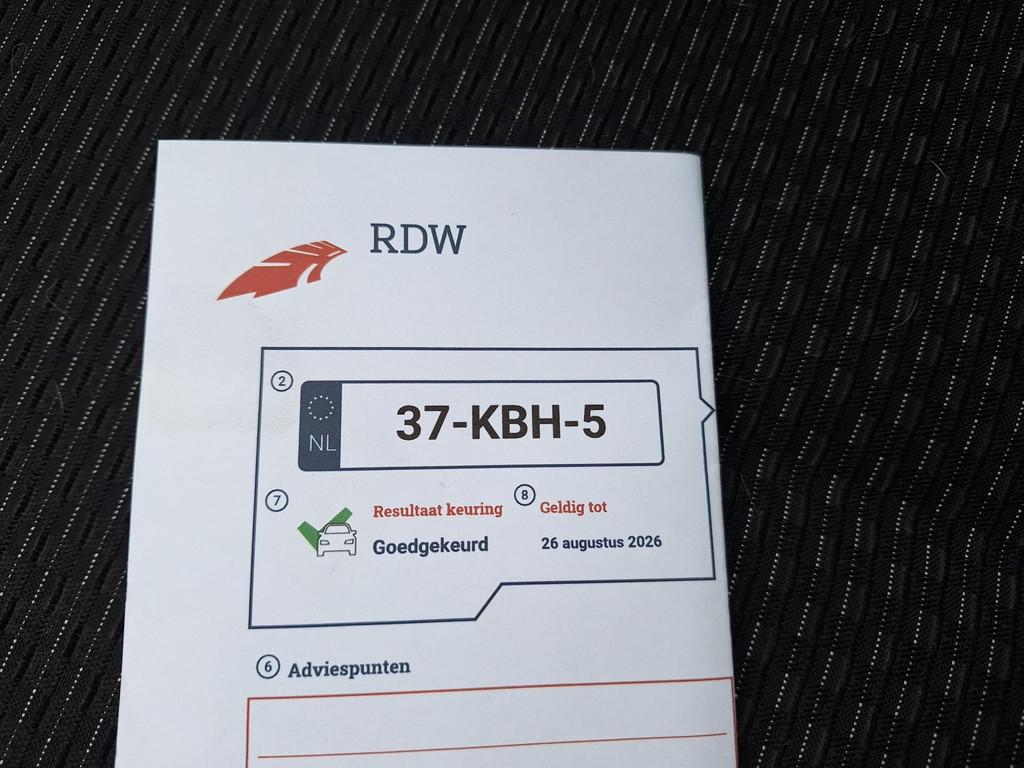 RDW
2
NL
37-KBH-5
7
Resultaat keuring
8
Geldig tot
Goedgekeurd
26 augustus 2026
6 Adviespunten